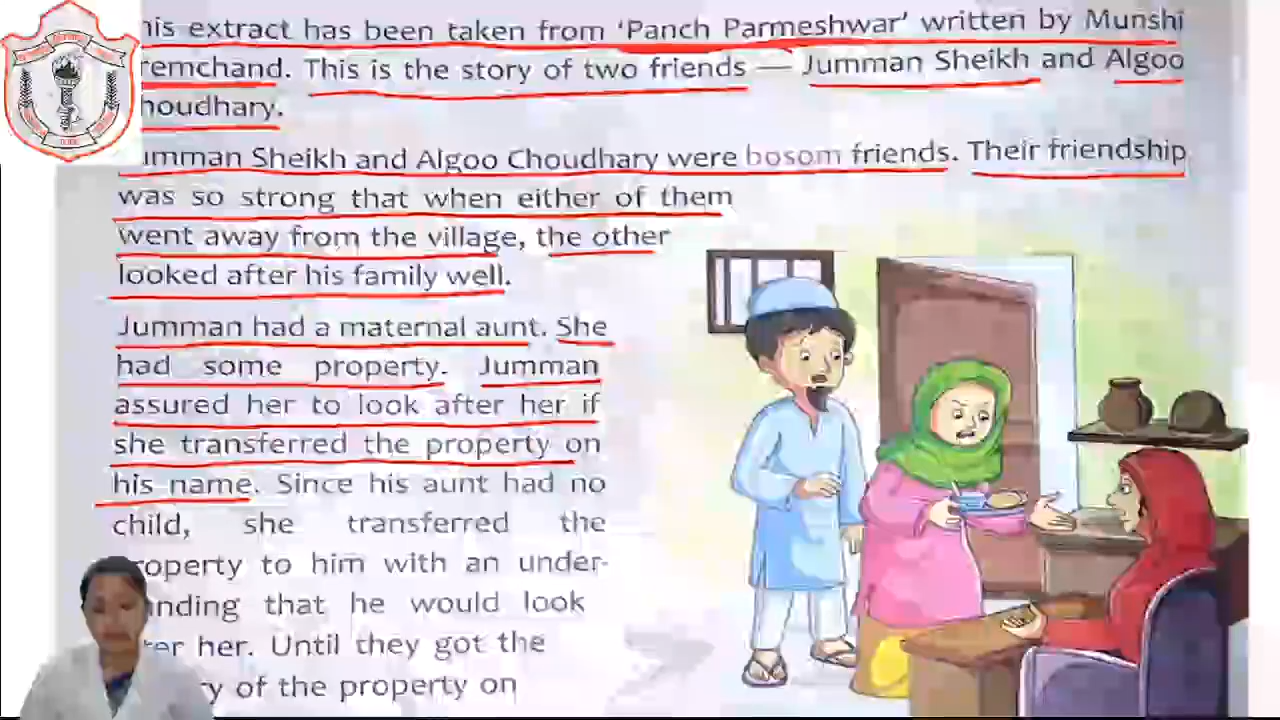 his extract has been taken from ‘Panch Parmeshwar’ written by Munshi
remchand. This is the story of two friends — Jumman Sheikh and Algoo
houdhary.
umman Sheikh and Algoo Choudhary were bosom friends. Their friendship
was so strong that when either of them
went away from the village, the other
looked after his family well.
Jumman had a maternal aunt. She
had some property. Jumman
assured her to look after her if
she transferred the property on
his name. Since his aunt had no
child, she transferred the
roperty to him with an under-
anding that he would look
ter her. Until they got the
ry of the property on